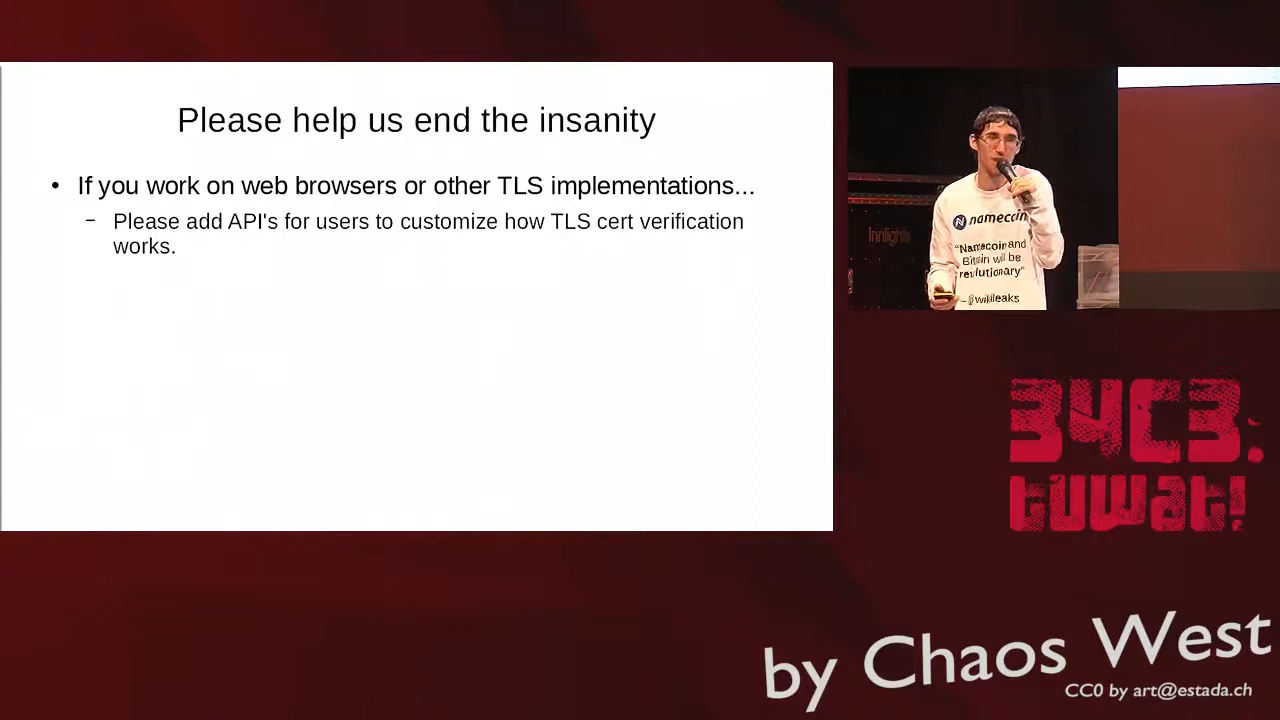 Please help us end the insanity
• If you work on web browsers or other TLS implementations...
– Please add API's for users to customize how TLS cert verification
works.
Innlights
namecoin
"Namecoin and
Bitcoin will be
revolutionary"
-@wikileaks
34C3:
tuwat!
by Chaos West
CC0 by art@estada.ch